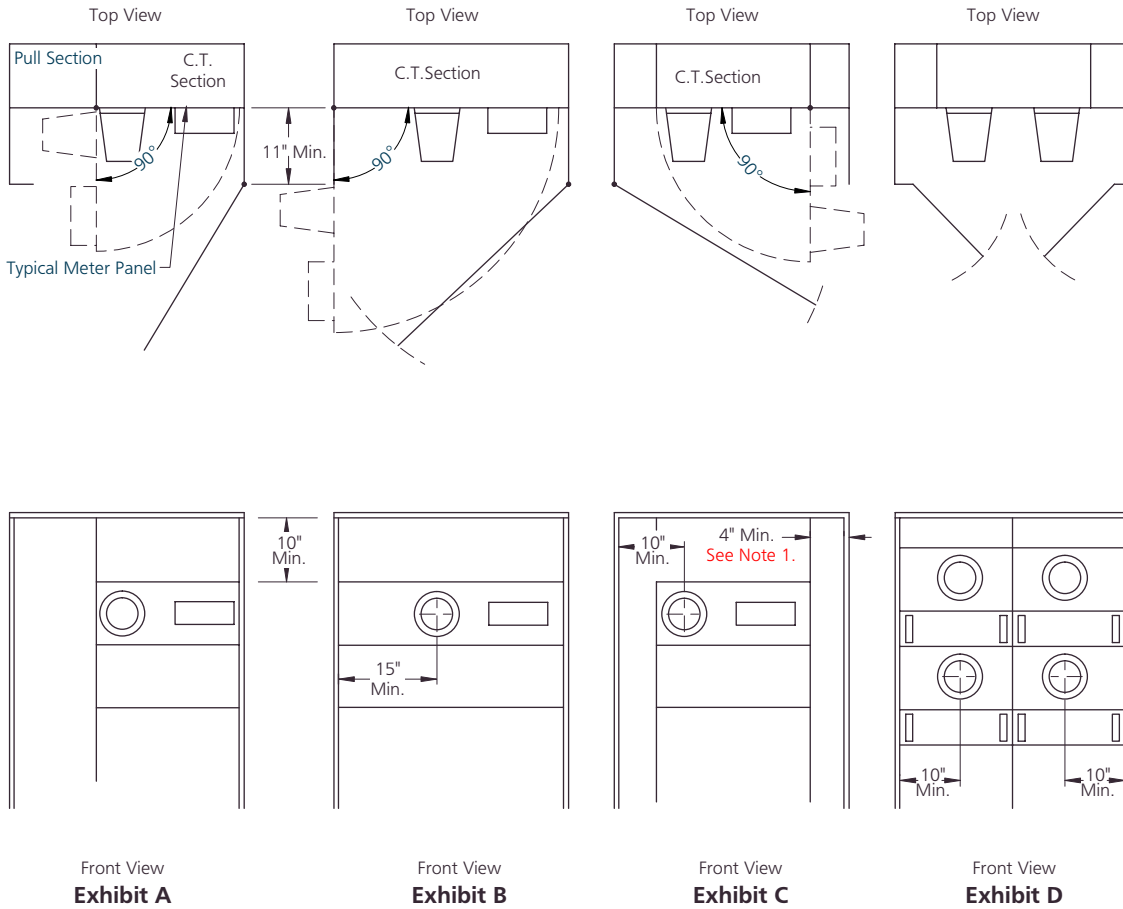 Top View
Top View
Top View
Top View
Pull Section
C.T.
Section
C.T.Section
C.T.Section
90°
11" Min.
90°
90°
Typical Meter Panel
10"
Min.
10"
Min.
4" Min.
See Note 1.
15"
Min.
10"
Min.
10"
Min.
Front View
Exhibit A
Front View
Exhibit B
Front View
Exhibit C
Front View
Exhibit D